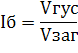 Iб = Vгус / Vзаг